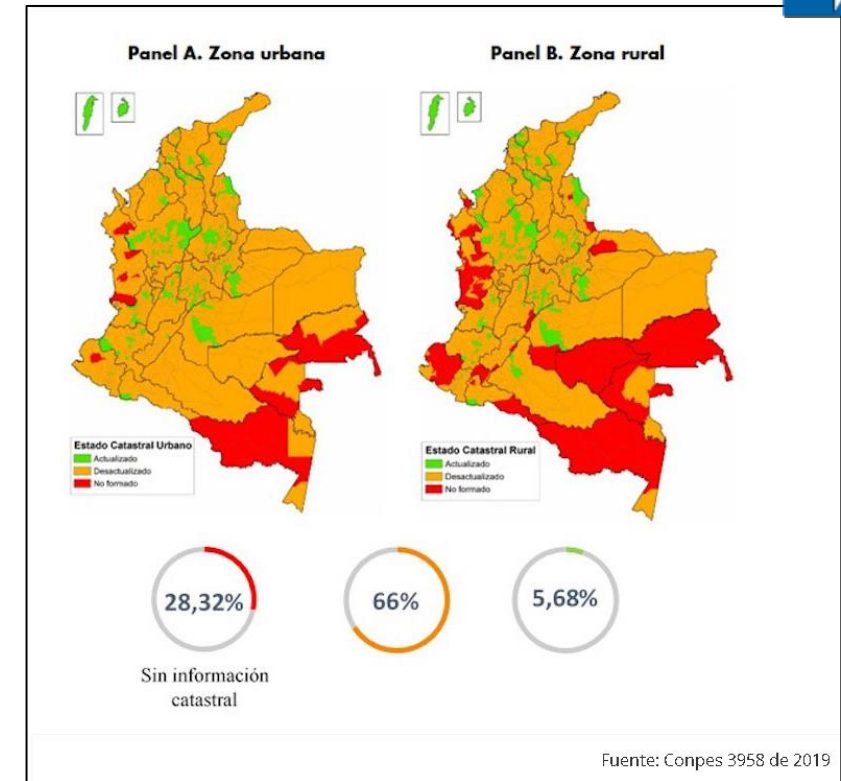 Panel A. Zona urbana
Panel B. Zona rural
Estado Catastral Urbano
Actualizado
Desactualizado
No formado
Estado Catastral Rural
Actualizado
Desactualizado
No formado
28,32%
66%
5,68%
Sin información
catastral
Fuente: Conpes 3958 de 2019